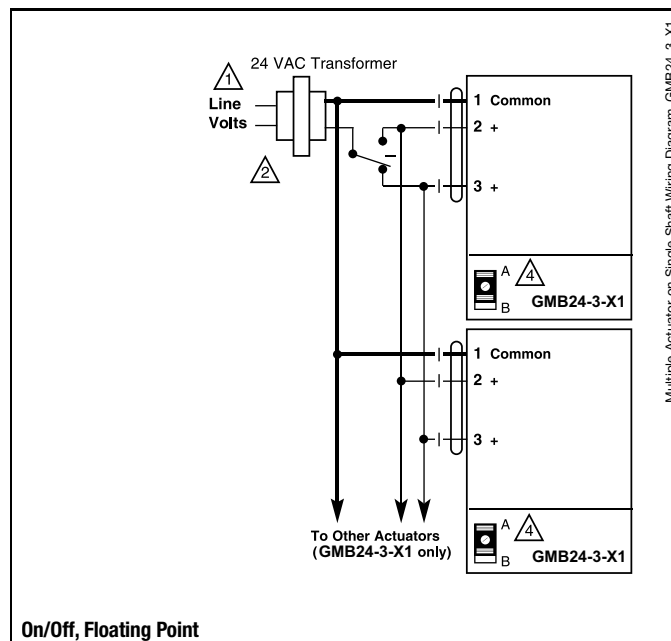 24 VAC Transformer
1
Line
Volts
2
1 Common
2 +
3 +
A
4
B
GMB24-3-X1
1 Common
2 +
3 +
To Other Actuators
(GMB24-3-X1 only)
A
4
B
GMB24-3-X1
Multiple Actuator on Single Shaft Wiring Diagram GMB24-3-X1
On/Off, Floating Point